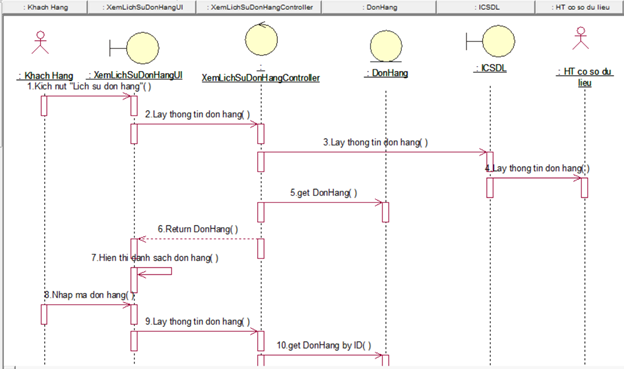 : Khach Hang
: XemLichSuDonHangUI
: XemLichSuDonHangController
: DonHang
: ICSDL
: HT co so du lieu
: Khach Hang
: XemLichSuDonHangUI
:
XemLichSuDonHangController
: DonHang
: ICSDL
: HT co so du
lieu
1.Kich nut "Lich su don hang"( )
2.Lay thong tin don hang( )
3.Lay thong tin don hang( )
4.Lay thong tin don hang( )
5.get DonHang( )
6.Return DonHang( )
7.Hien thi danh sach don hang( )
8.Nhap ma don hang( )
9.Lay thong tin don hang( )
10.get DonHang by ID( )